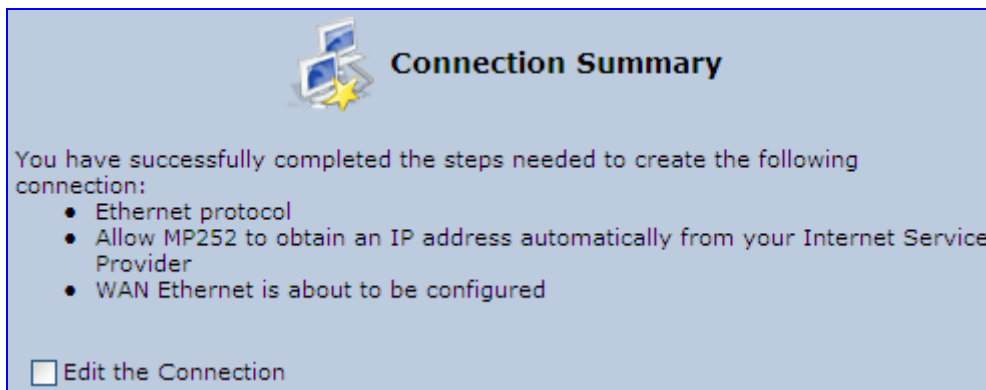 Connection Summary
You have successfully completed the steps needed to create the following
connection:
● Ethernet protocol
● Allow MP252 to obtain an IP address automatically from your Internet Service
Provider
● WAN Ethernet is about to be configured
Edit the Connection